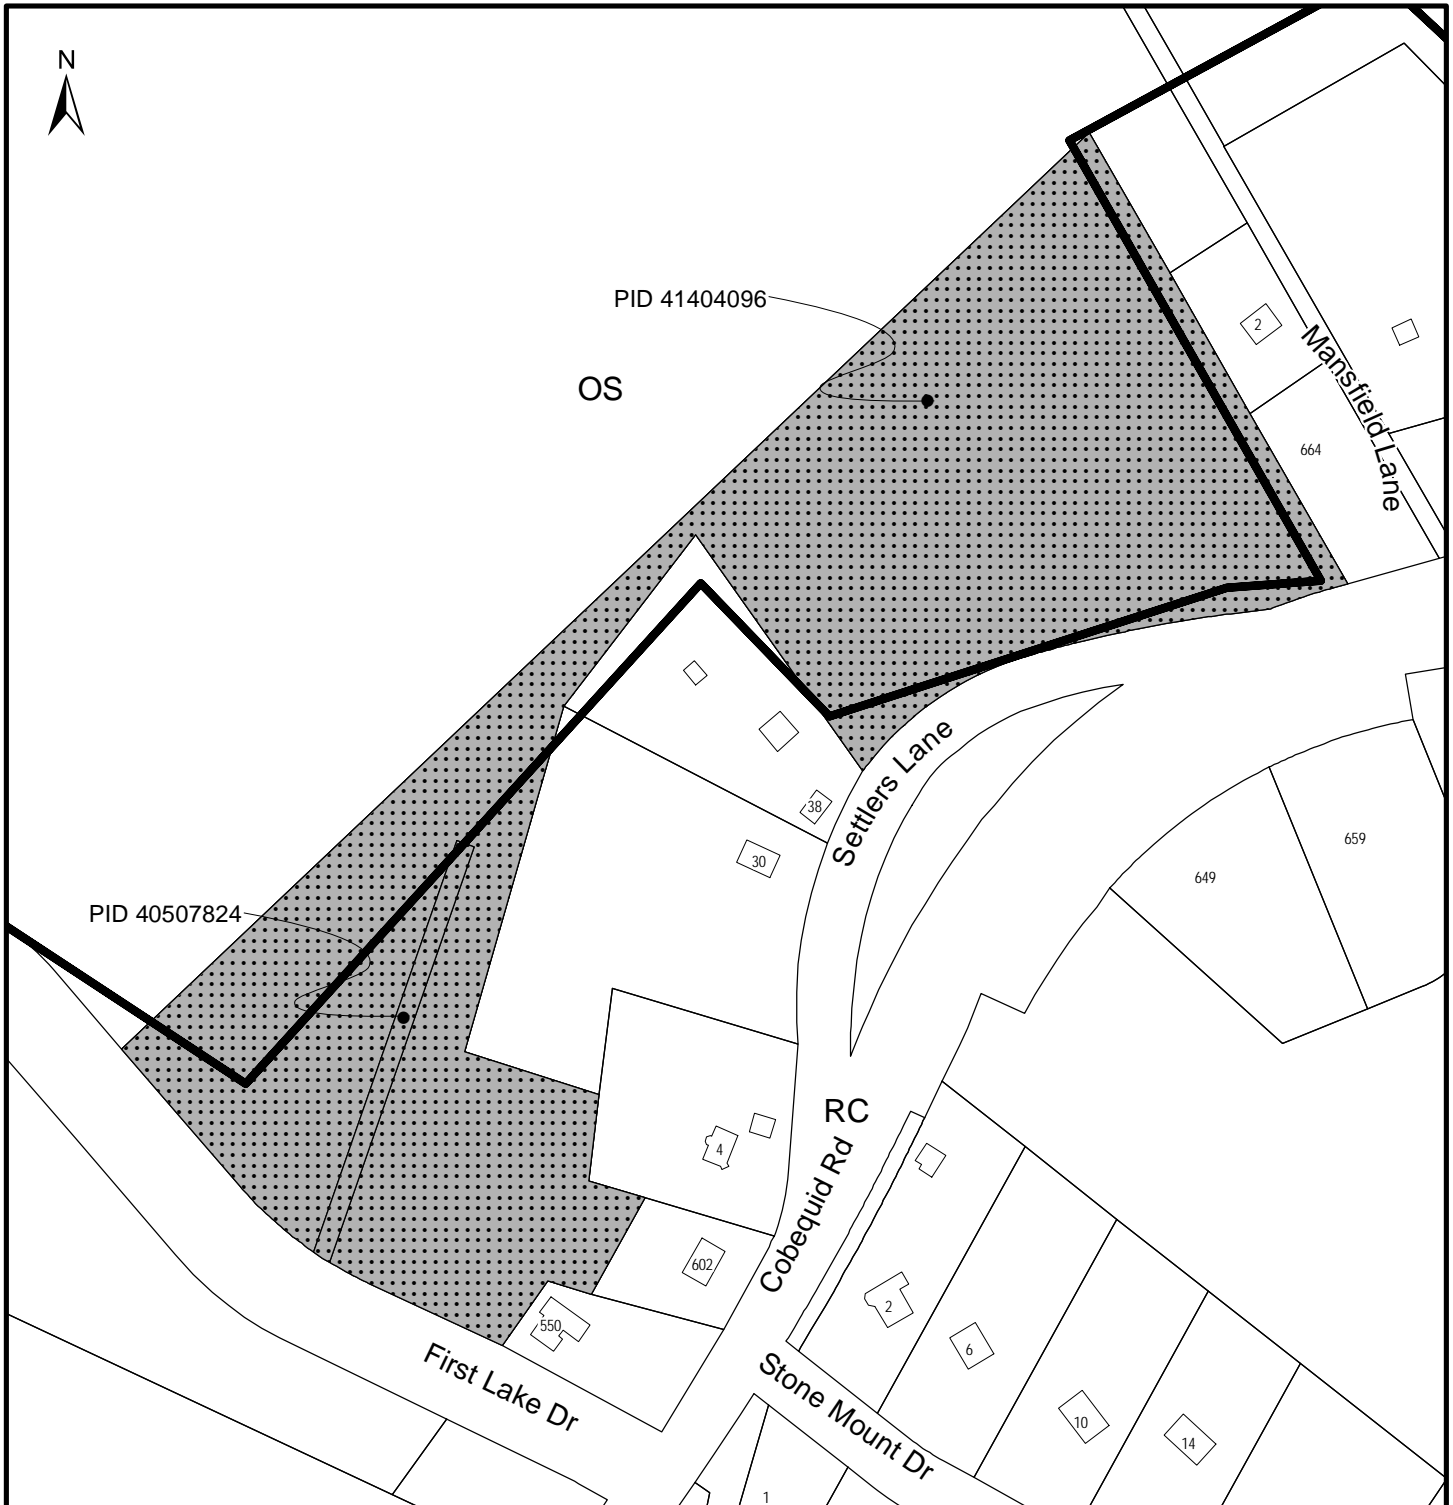 N
PID 41404096
OS
2
Mansfield Lane
664
38
Settlers Lane
30
659
649
PID 40507824
RC
4
Cobequid Rd
602
2
550
6
First Lake Dr
Stone Mount Dr
10
14
1